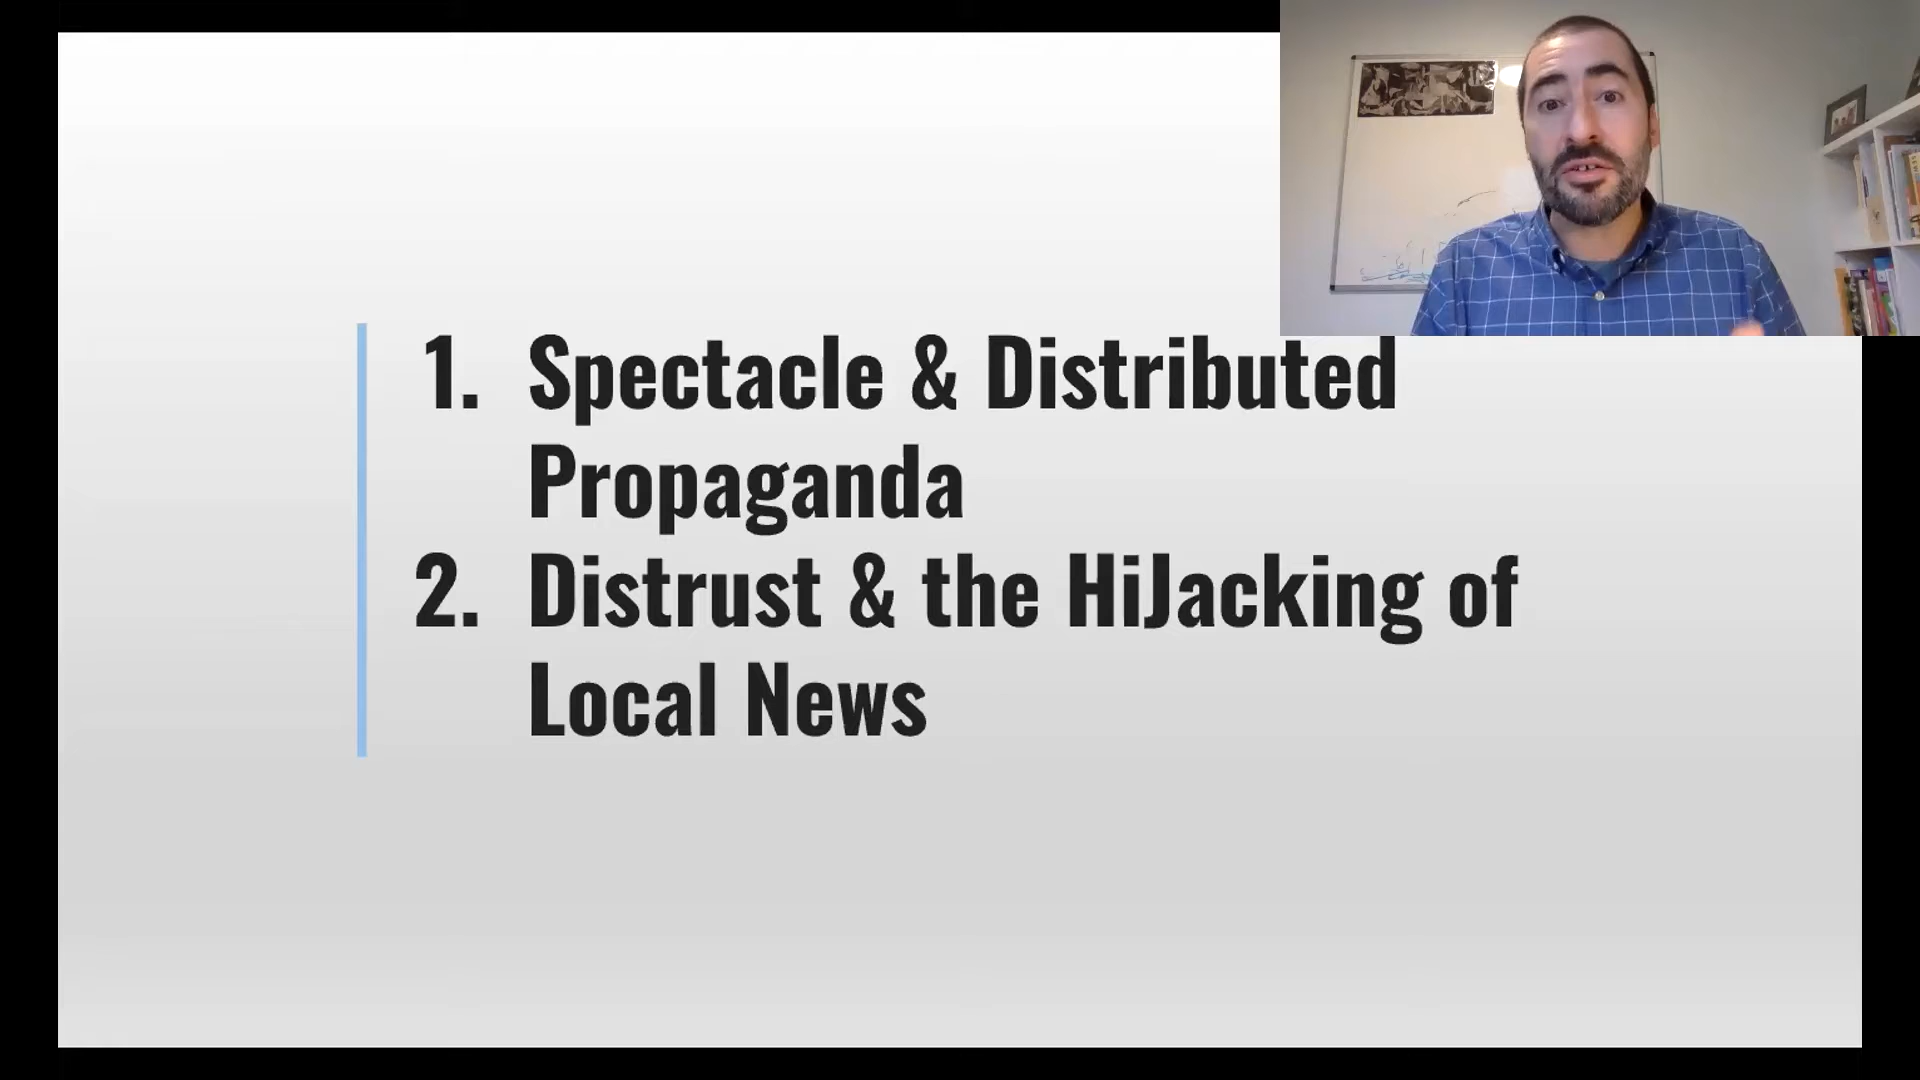 1. Spectacle & Distributed
Propaganda
2. Distrust & the HiJacking of
Local News